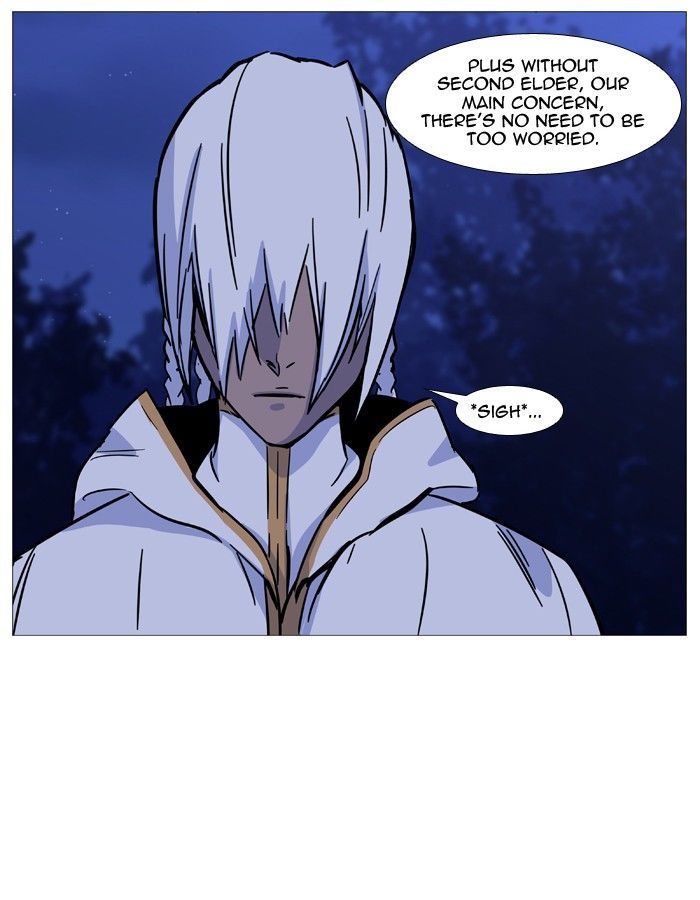 PLUS WITHOUT
SECOND ELDER, OUR
MAIN CONCERN,
THERE'S NO NEED TO BE
TOO WORRIED.
*SIGH*...